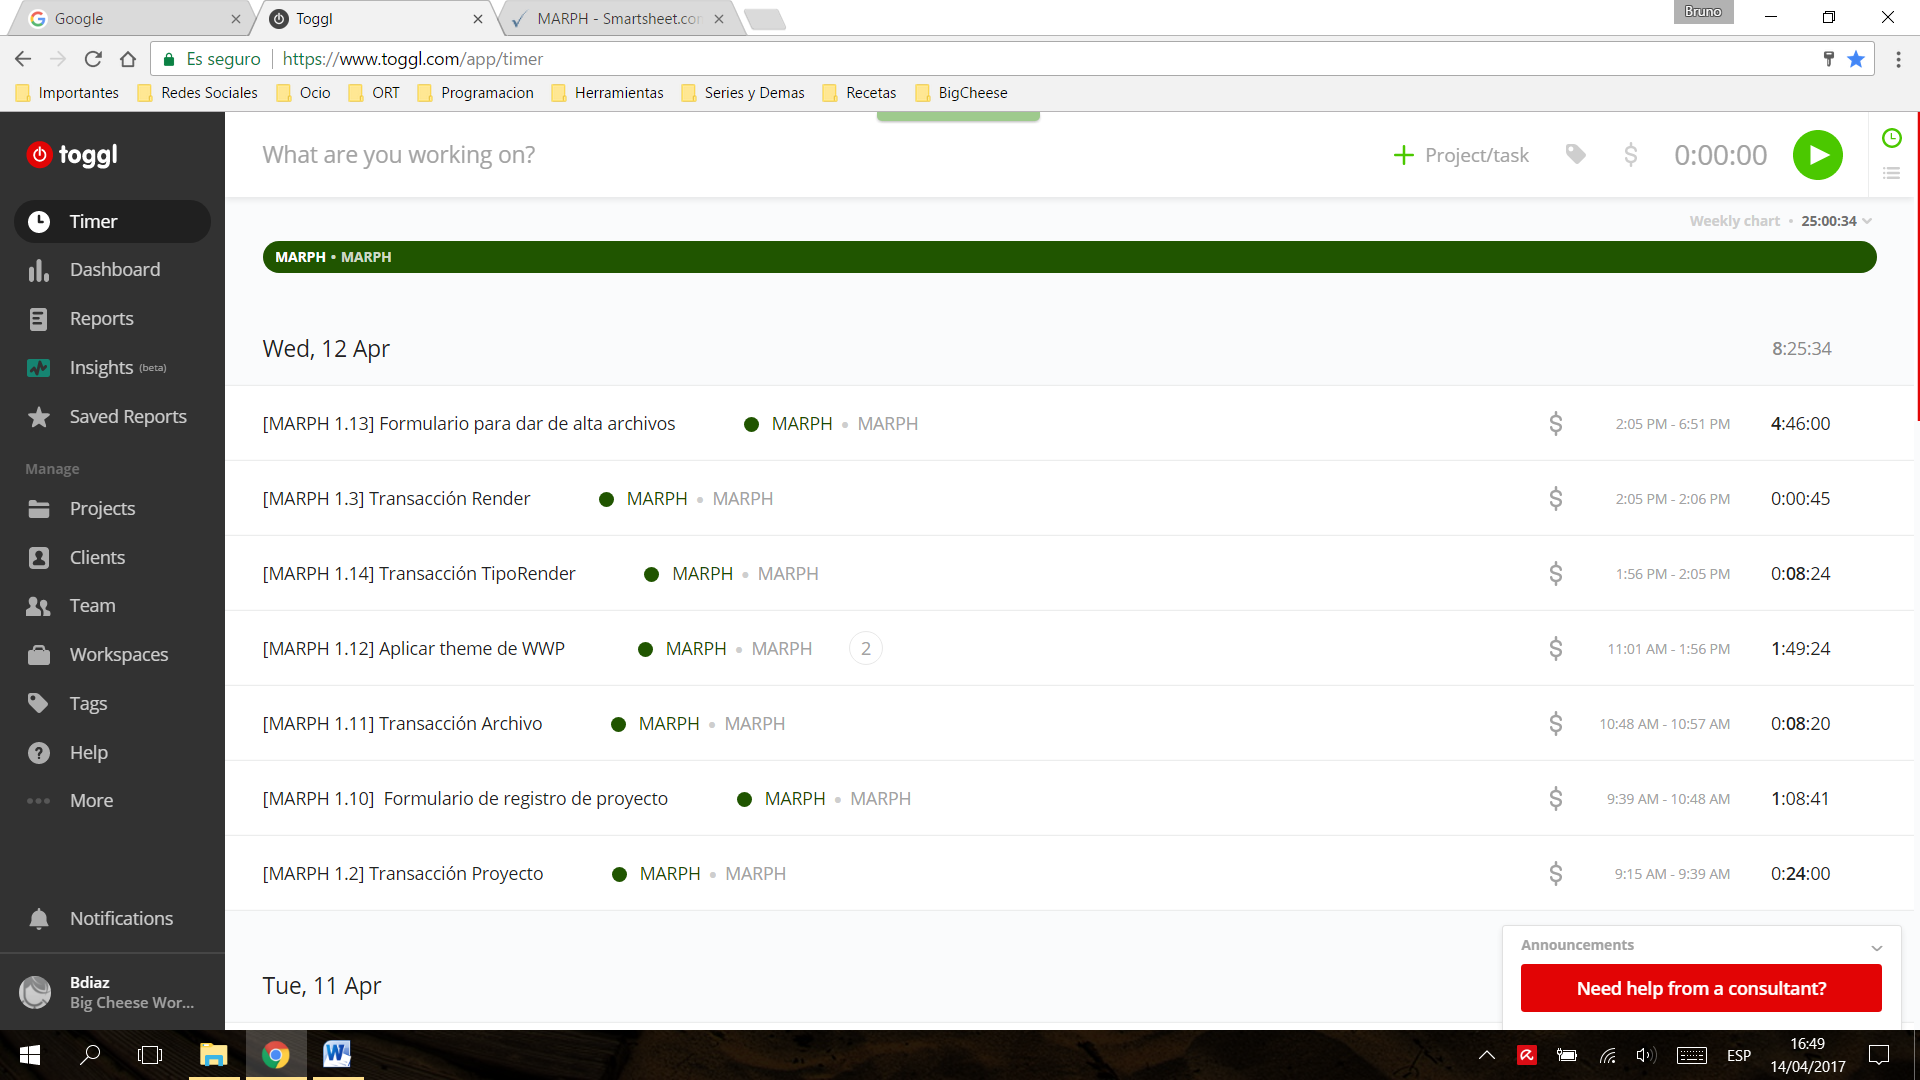 Google
Toggl
MARPH - Smartsheet.co
Bruno
Es seguro
https://www.toggl.com/app/timer
Importantes
Redes Sociales
Ocio
ORT
Programacion
Herramientas
Series y Demas
Recetas
BigCheese
toggl
What are you working on?
Project/task
$
0:00:00
Timer
Dashboard
Reports
Insights (beta)
Saved Reports
Manage
Projects
Clients
Team
Workspaces
Tags
Help
More
Notifications
Bdiaz
Big Cheese Wor...
Weekly chart • 25:00:34
MARPH • MARPH
Wed, 12 Apr 8:25:34
[MARPH 1.13] Formulario para dar de alta archivos MARPH • MARPH $ 2:05 PM - 6:51 PM 4:46:00
[MARPH 1.3] Transacción Render MARPH • MARPH $ 2:05 PM - 2:06 PM 0:00:45
[MARPH 1.14] Transacción TipoRender MARPH • MARPH $ 1:56 PM - 2:05 PM 0:08:24
[MARPH 1.12] Aplicar theme de WWP MARPH • MARPH 2 $ 11:01 AM - 1:56 PM 1:49:24
[MARPH 1.11] Transacción Archivo MARPH • MARPH $ 10:48 AM - 10:57 AM 0:08:20
[MARPH 1.10] Formulario de registro de proyecto MARPH • MARPH $ 9:39 AM - 10:48 AM 1:08:41
[MARPH 1.2] Transacción Proyecto MARPH • MARPH $ 9:15 AM - 9:39 AM 0:24:00
Tue, 11 Apr
Announcements
Need help from a consultant?
ESP
16:49
14/04/2017